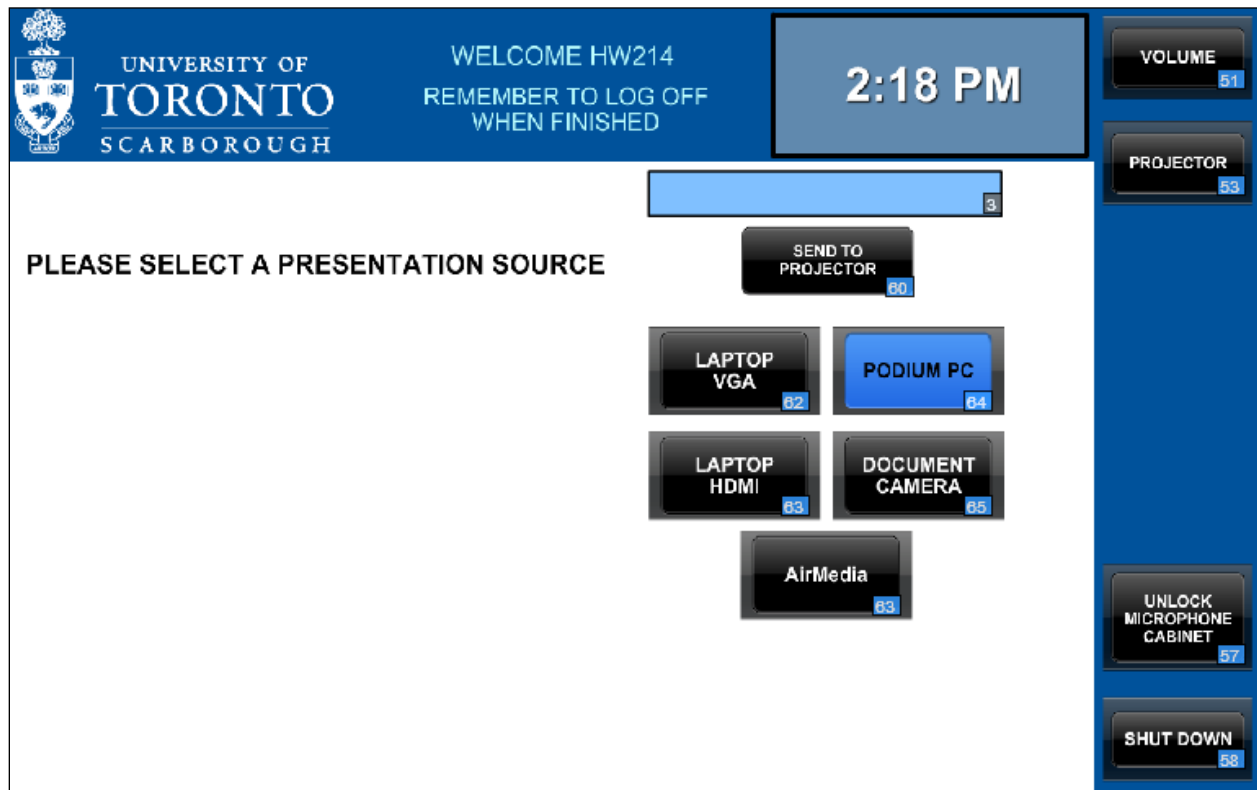 UNIVERSITY OF
TORONTO
SCARBOROUGH
WELCOME HW214
REMEMBER TO LOG OFF
WHEN FINISHED
2:18 PM
VOLUME
51
PROJECTOR
53
3
PLEASE SELECT A PRESENTATION SOURCE
SEND TO
PROJECTOR
60
LAPTOP
VGA
62
PODIUM PC
64
LAPTOP
HDMI
63
DOCUMENT
CAMERA
65
AirMedia
63
UNLOCK
MICROPHONE
CABINET
57
SHUT DOWN
58